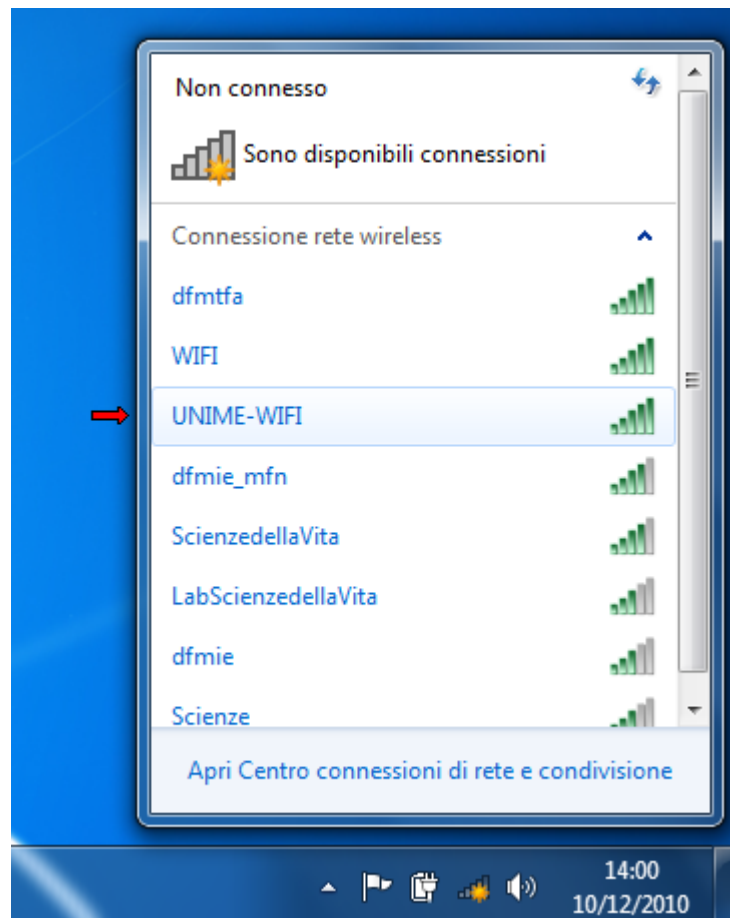 Non connesso
Sono disponibili connessioni
Connessione rete wireless
dfmtfa
WIFI
UNIME-WIFI
dfmie_mfn
ScienzedellaVita
LabScienzedellaVita
dfmie
Scienze
Apri Centro connessioni di rete e condivisione
14:00
10/12/2010